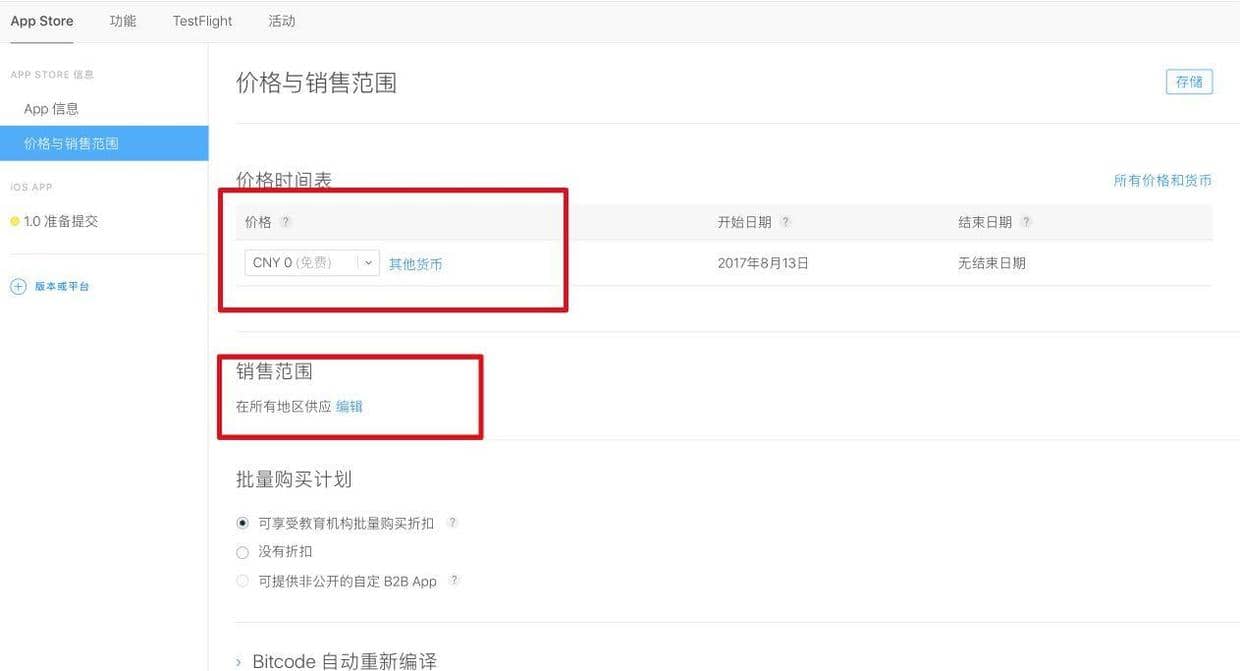 App Store 功能 TestFlight 活动
APP STORE 信息
App 信息
价格与销售范围
iOS APP
1.0 准备提交
版本或平台
价格与销售范围 存储
价格时间表 所有价格和货币
价格 ? 开始日期 ? 结束日期 ?
CNY 0 (免费) 其他货币 2017年8月13日 无结束日期
销售范围
在所有地区供应 编辑
批量购买计划
可享受教育机构批量购买折扣 ?
没有折扣
可提供非公开的自定 B2B App ?
Bitcode 自动重新编译